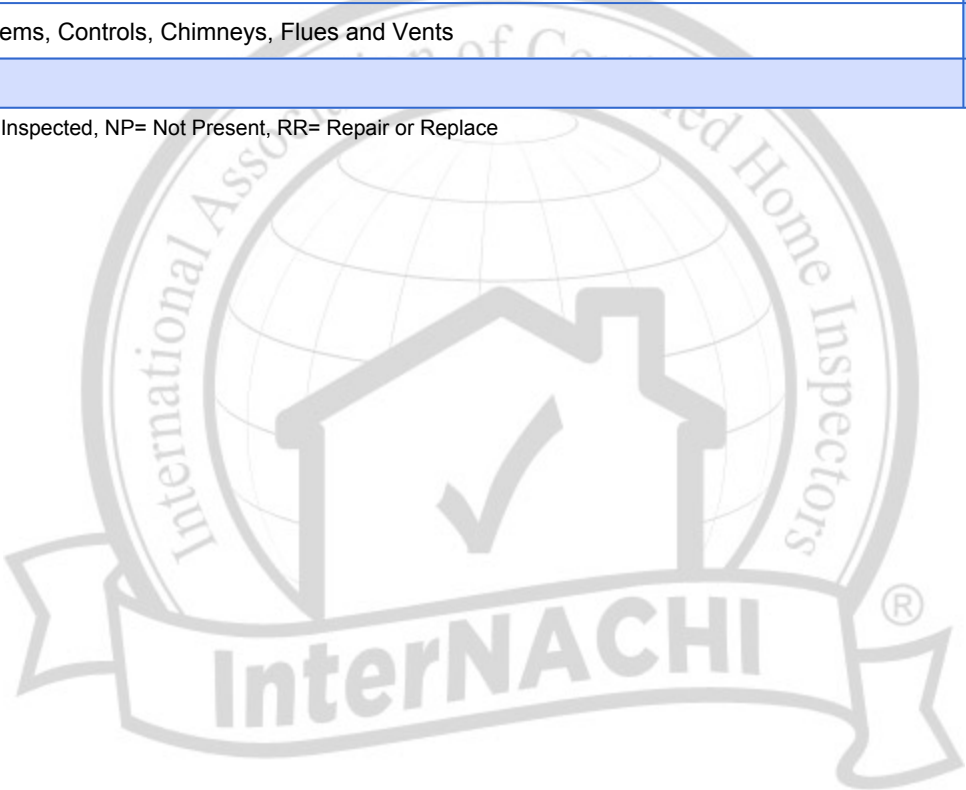 ems, Controls, Chimneys, Flues and Vents
Inspected, NP= Not Present, RR= Repair or Replace
International Association of Certified Home Inspectors
InterNACHI ®